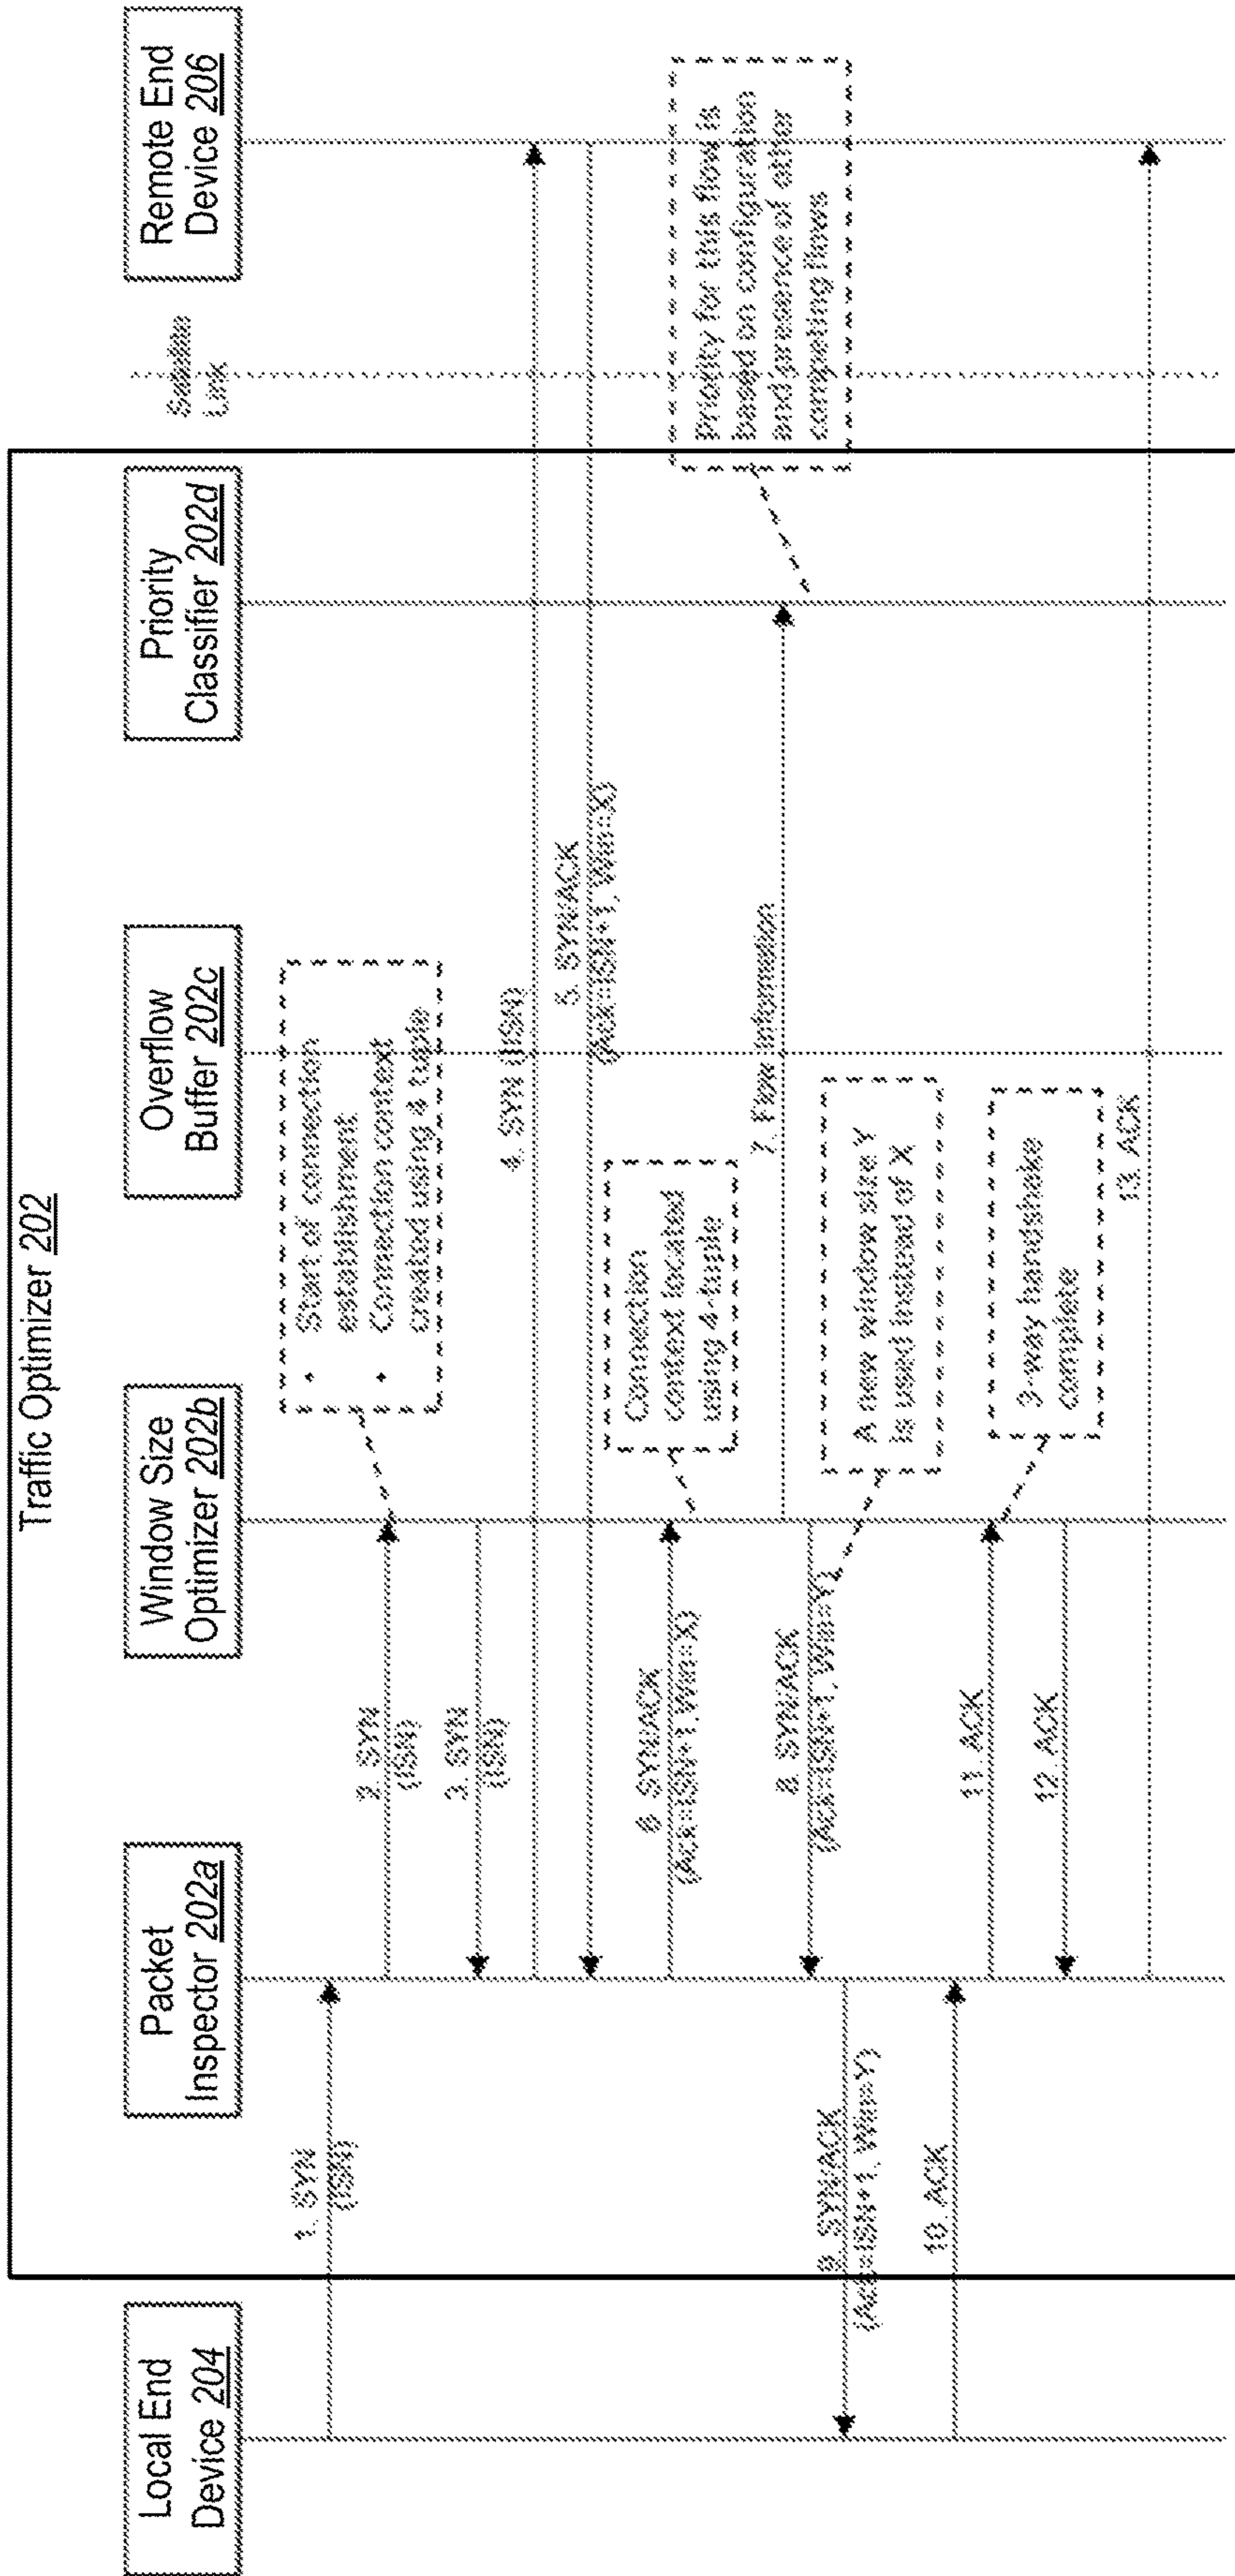 Traffic Optimizer 202
Local End
Device 204
Packet
Inspector 202a
Window Size
Optimizer 202b
Overflow
Buffer 202c
Priority
Classifier 202d
Satellite
Link
Remote End
Device 206
1. SYN
(ISN)
2. SYN
(ISN)
• Start of connection
establishment
• Connection context
created using 4 tuple
3. SYN
(ISN)
4. SYN (ISN)
5. SYN/ACK
(Ack=ISN+1, Win=X)
6 SYN/ACK
(Ack=ISN+1,Win=X)
Connection
context located
using 4-tuple
7. Flow Information
Priority for this flow is
based on configuration
and presence of other
competing flows
8. SYN/ACK
(Ack=ISN+1, Win=Y)
A new window size Y
is used instead of X
9. SYN/ACK
(Ack=ISN+1, Win=Y)
10. ACK
11. ACK
3-way handshake
complete
12. ACK
13. ACK